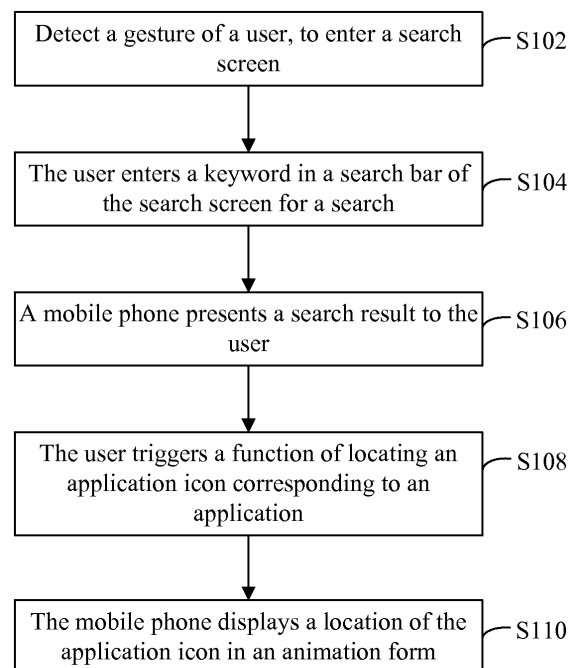 Detect a gesture of a user, to enter a search
screen
S102
The user enters a keyword in a search bar of
the search screen for a search
S104
A mobile phone presents a search result to the
user
S106
The user triggers a function of locating an
application icon corresponding to an
application
S108
The mobile phone displays a location of the
application icon in an animation form
S110